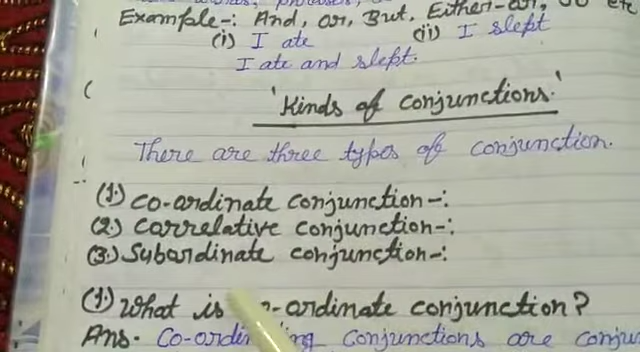 Example-: And, or, But, Either-or, so etc
(i) I ate (ii) I slept
I ate and slept.
'Kinds of conjunctions.'
There are three types of conjunction.
(1.) Co-ordinate conjunction-:
(2.) Correlative conjunction-:
(3.) Subordinate conjunction-:
(1.) What is -ordinate conjunction?
Ans. Co-ordin ing conjunctions are conju